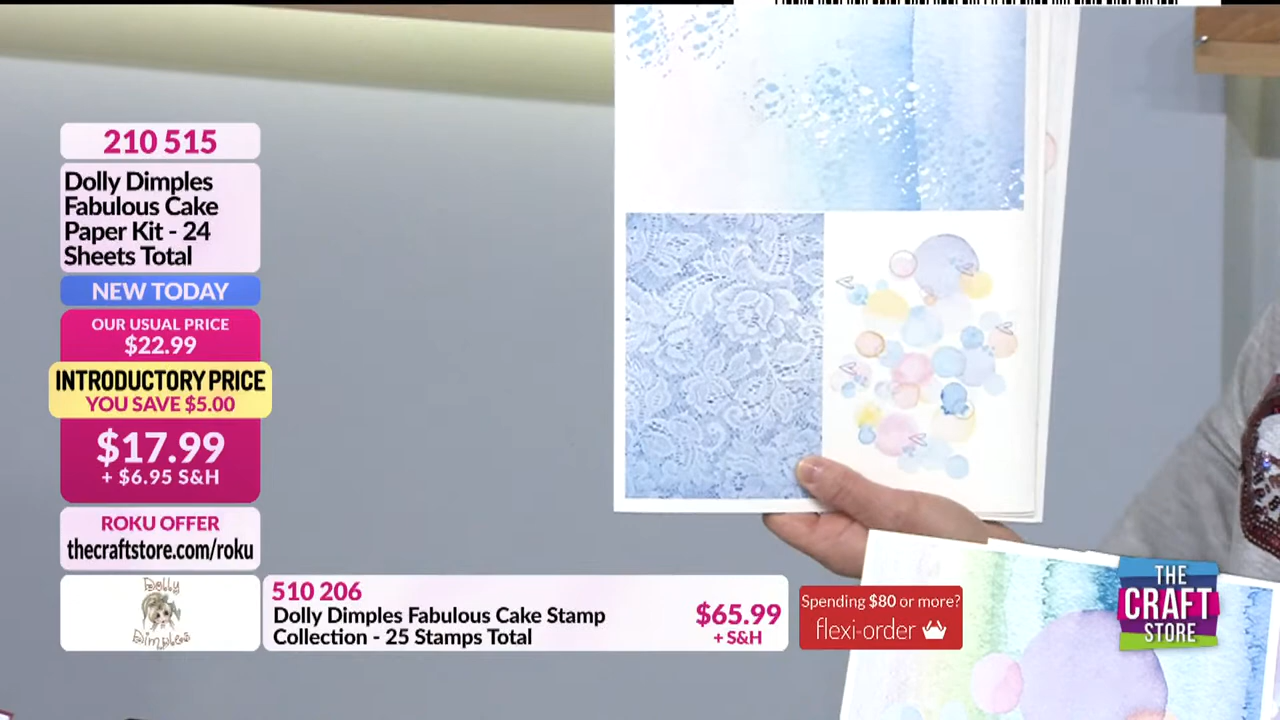 210 515
Dolly Dimples
Fabulous Cake
Paper Kit - 24
Sheets Total
NEW TODAY
OUR USUAL PRICE
$22.99
INTRODUCTORY PRICE
YOU SAVE $5.00
$17.99
+ $6.95 S&H
ROKU OFFER
thecraftstore.com/roku
Dolly
Dimples
510 206
Dolly Dimples Fabulous Cake Stamp
Collection - 25 Stamps Total
$65.99
+ S&H
Spending $80 or more?
flexi-order
THE
CRAFT
STORE